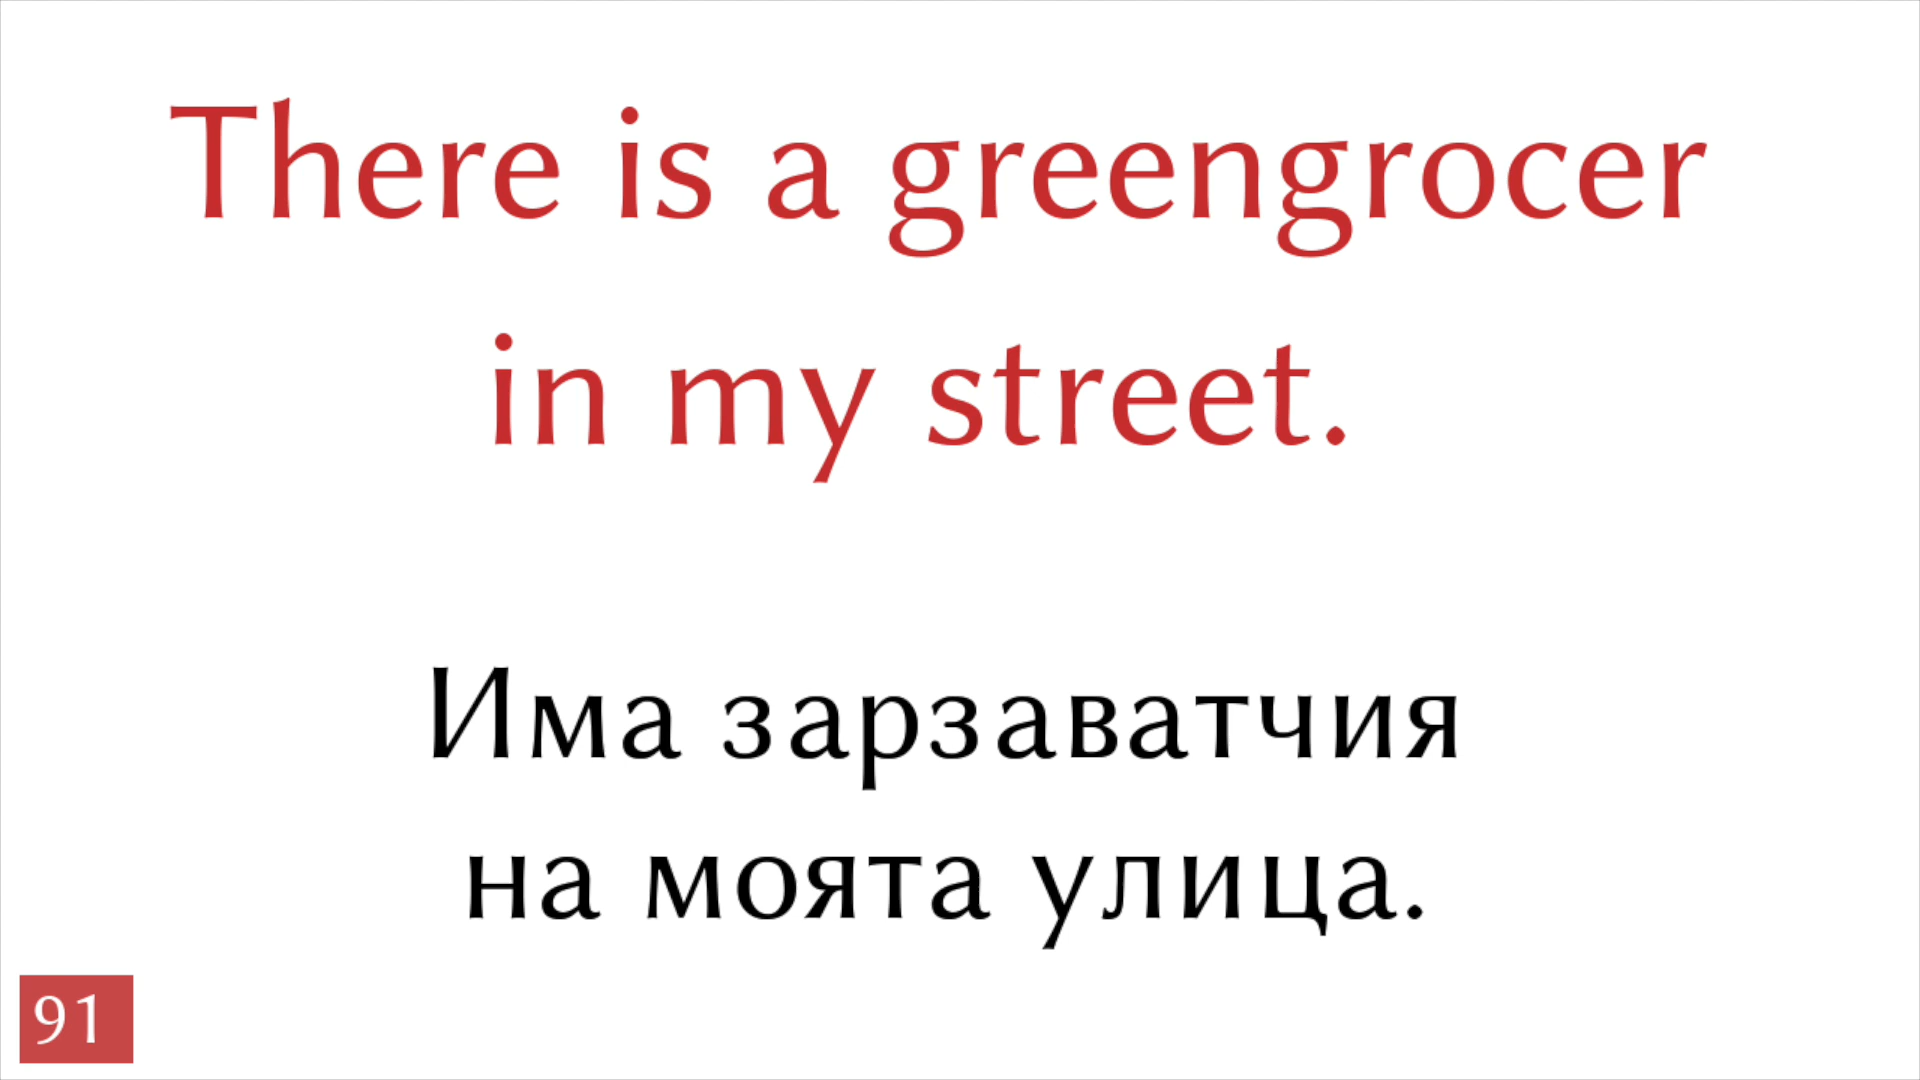 There is a greengrocer
in my street.
Има зарзаватчия
на моята улица.
91